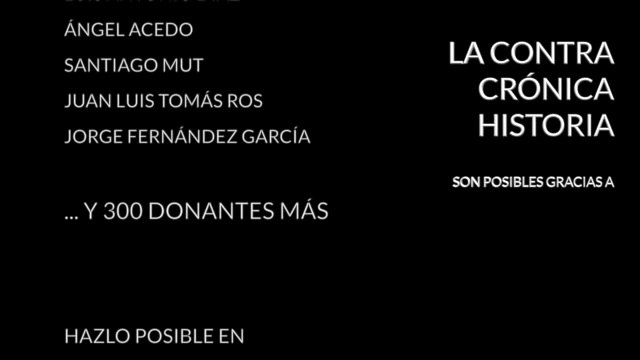 ÁNGEL ACEDO
SANTIAGO MUT
JUAN LUIS TOMÁS ROS
JORGE FERNÁNDEZ GARCÍA
... Y 300 DONANTES MÁS
HAZLO POSIBLE EN
LA CONTRA
CRÓNICA
HISTORIA
SON POSIBLES GRACIAS A